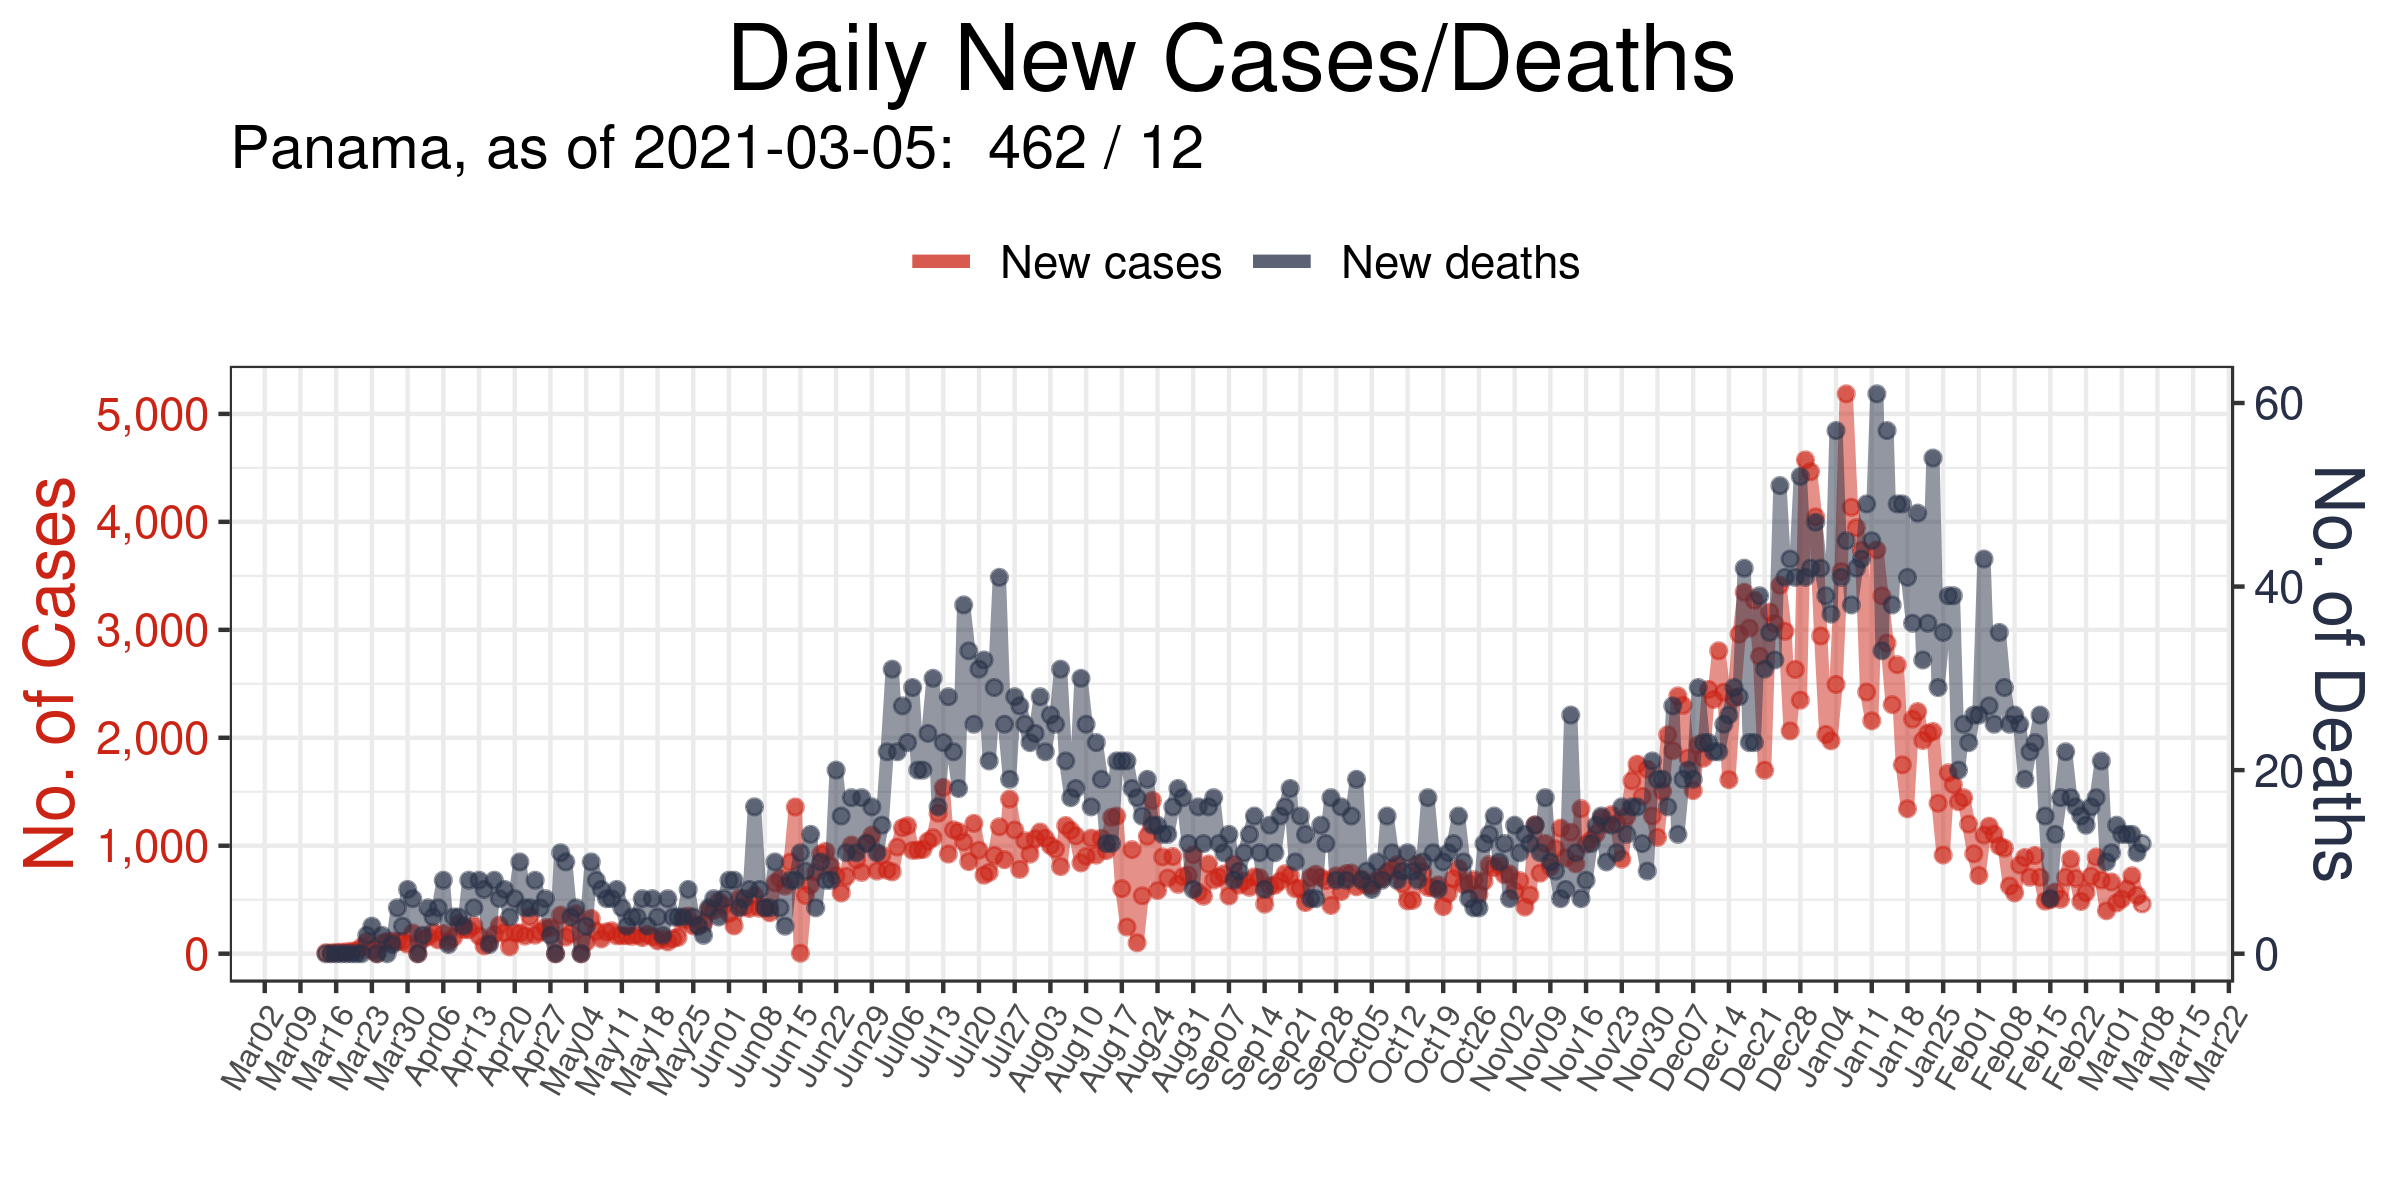 Daily New Cases/Deaths
Panama, as of 2021-03-05: 462 / 12
New cases
New deaths
No. of Cases
5,000
4,000
3,000
2,000
1,000
0
60
40
20
0
No. of Deaths
Mar02
Mar09
Mar16
Mar23
Mar30
Apr06
Apr13
Apr20
Apr27
May04
May11
May18
May25
Jun01
Jun08
Jun15
Jun22
Jun29
Jul06
Jul13
Jul20
Jul27
Aug03
Aug10
Aug17
Aug24
Aug31
Sep07
Sep14
Sep21
Sep28
Oct05
Oct12
Oct19
Oct26
Nov02
Nov09
Nov16
Nov23
Nov30
Dec07
Dec14
Dec21
Dec28
Jan04
Jan11
Jan18
Jan25
Feb01
Feb08
Feb15
Feb22
Mar01
Mar08
Mar15
Mar22